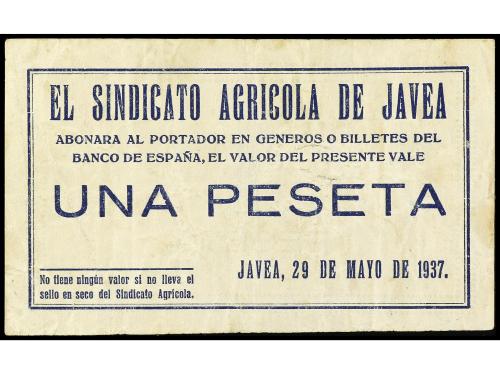 EL SINDICATO AGRICOLA DE JAVEA
ABONARA AL PORTADOR EN GENEROS O BILLETES DEL
BANCO DE ESPAÑA, EL VALOR DEL PRESENTE VALE
UNA PESETA
JAVEA, 29 DE MAYO DE 1937.
No tiene ningún valor si no lleva el
sello en seco del Sindicato Agrícola.